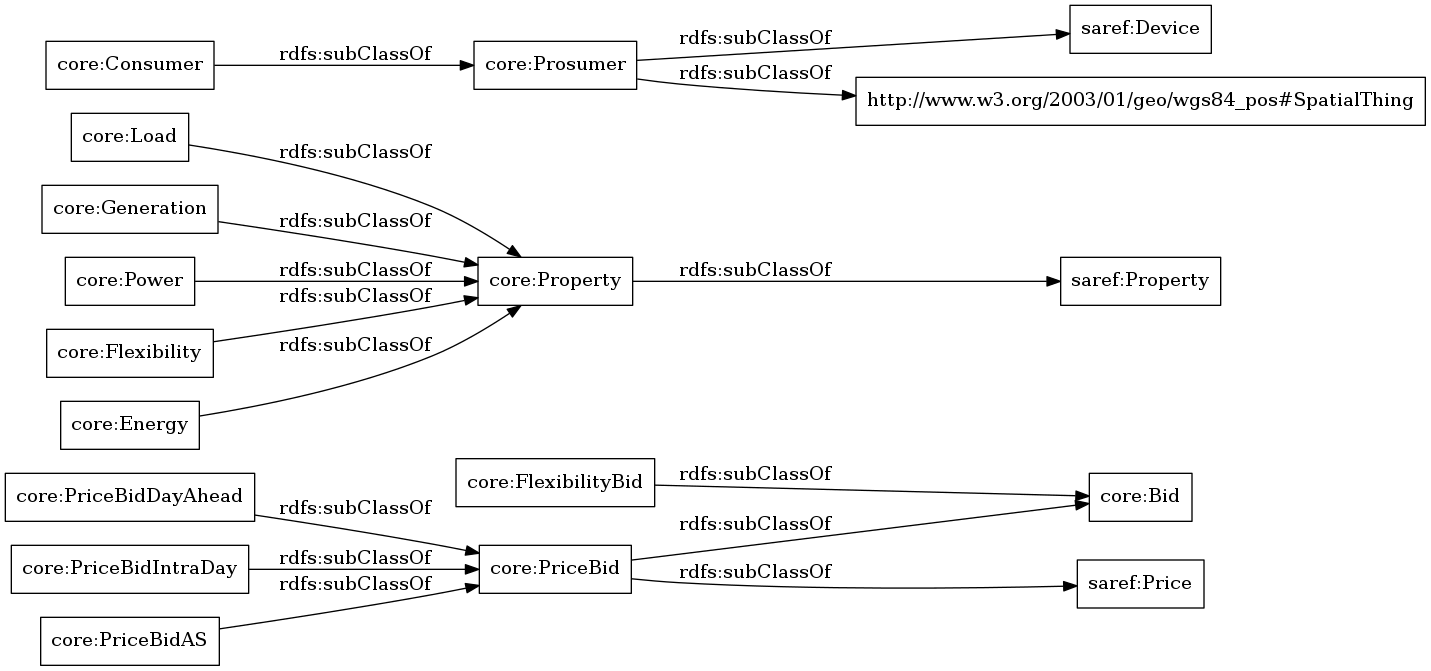 saref:Device
rdfs:subClassOf
core:Consumer
rdfs:subClassOf
core:Prosumer
rdfs:subClassOf
http://www.w3.org/2003/01/geo/wgs84_pos#SpatialThing
core:Load
rdfs:subClassOf
core:Generation
rdfs:subClassOf
core:Power
rdfs:subClassOf
core:Property
rdfs:subClassOf
saref:Property
rdfs:subClassOf
core:Flexibility
rdfs:subClassOf
core:Energy
core:PriceBidDayAhead
rdfs:subClassOf
core:FlexibilityBid
rdfs:subClassOf
core:Bid
rdfs:subClassOf
core:PriceBidIntraDay
rdfs:subClassOf
core:PriceBid
rdfs:subClassOf
saref:Price
rdfs:subClassOf
core:PriceBidAS